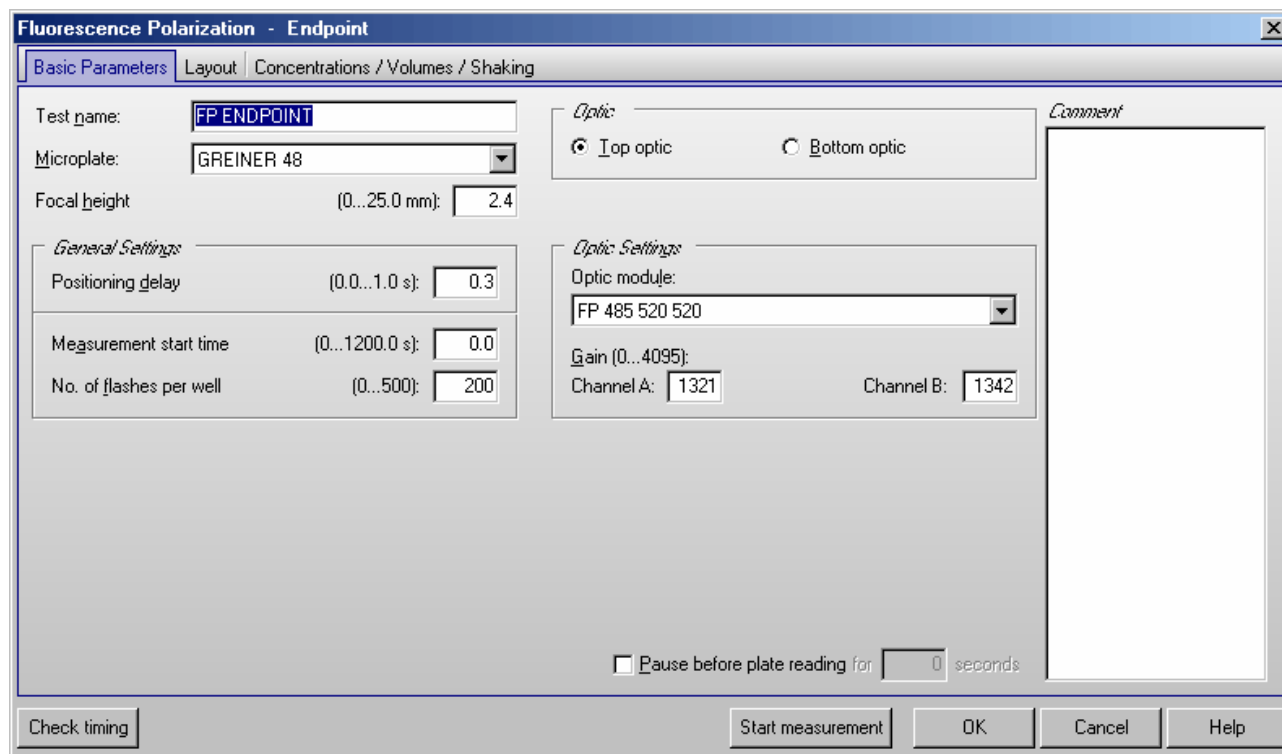 Fluorescence Polarization - Endpoint
Basic Parameters Layout Concentrations / Volumes / Shaking
Test name: FP ENDPOINT
Microplate: GREINER 48
Focal height (0...25.0 mm): 2.4
General Settings
Positioning delay (0.0...1.0 s): 0.3
Measurement start time (0...1200.0 s): 0.0
No. of flashes per well (0...500): 200
Optic
Top optic Bottom optic
Optic Settings
Optic module:
FP 485 520 520
Gain (0...4095):
Channel A: 1321 Channel B: 1342
Pause before plate reading for 0 seconds
Comment
Check timing Start measurement OK Cancel Help